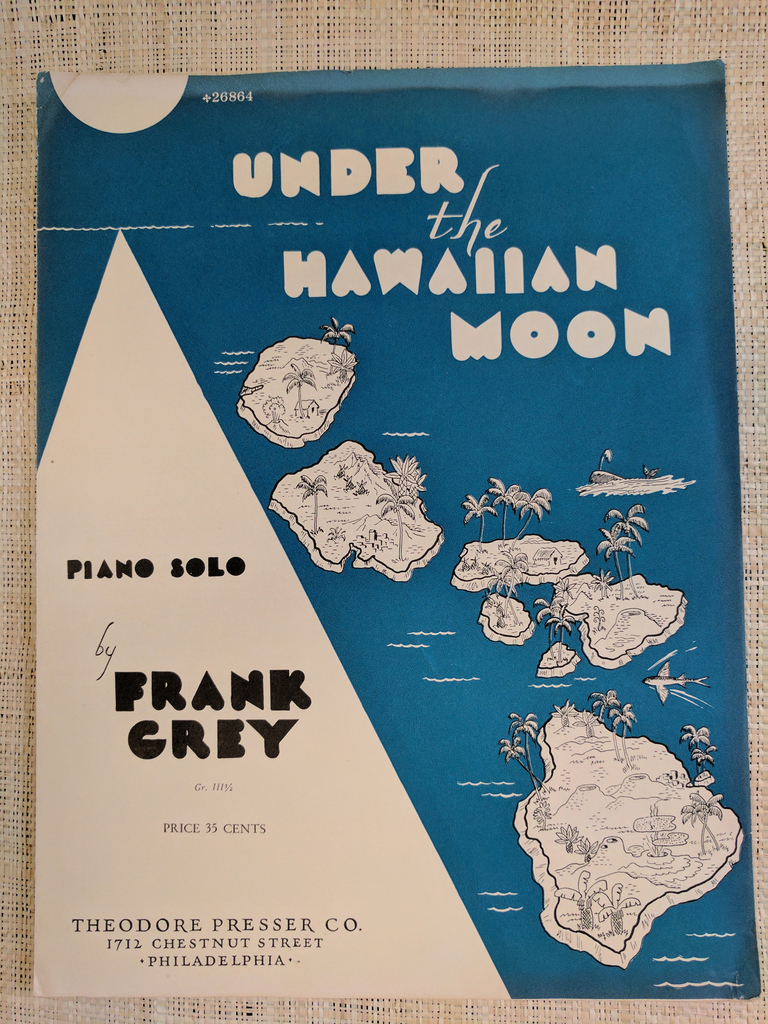 ✢26864
UNDER
the
HAWAIIAN
MOON
PIANO SOLO
by
FRANK
GREY
Gr. III½
PRICE 35 CENTS
THEODORE PRESSER CO.
1712 CHESTNUT STREET
·PHILADELPHIA·